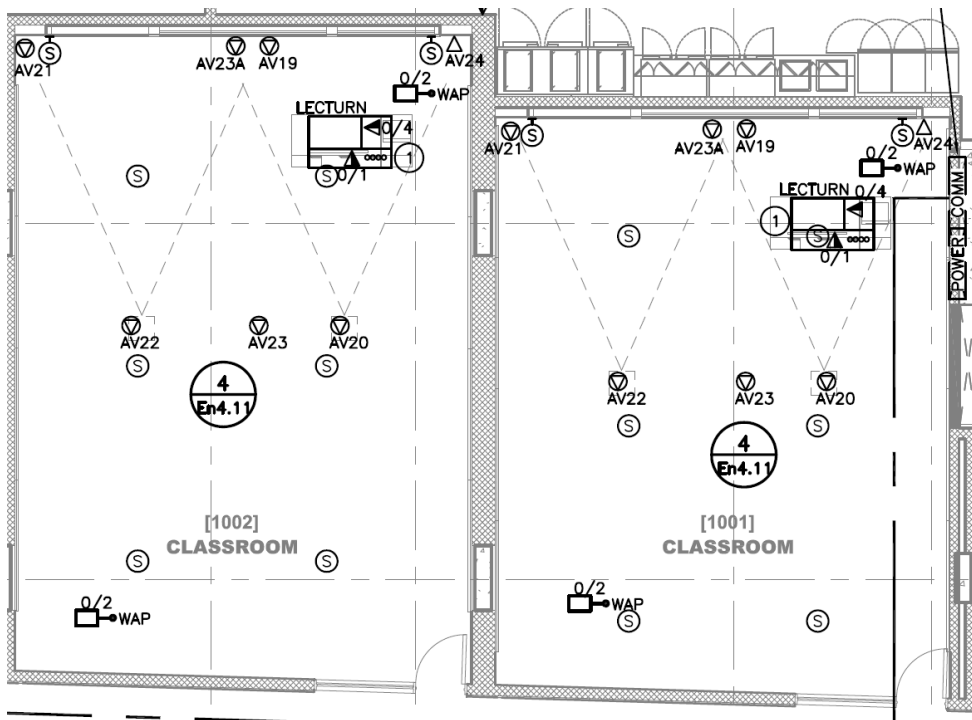 AV21
S
AV23A
AV19
S
AV24
0/2
WAP
LECTURN
0/4
0/1
1
S
S
AV22
AV23
AV20
S
S
4
En4.11
[1002]
CLASSROOM
S
S
0/2
WAP
AV21
S
AV23A
AV19
S
AV24
0/2
WAP
LECTURN
0/4
1
0/1
S
S
POWER
COMM
AV22
AV23
AV20
S
S
4
En4.11
[1001]
CLASSROOM
0/2
WAP
S
S